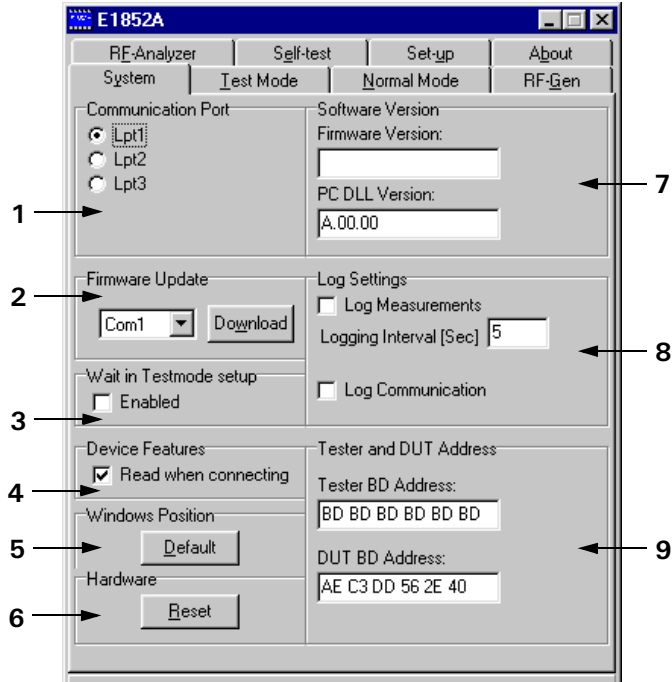 E1852A
RF-Analyzer Self-test Set-up About
System Test Mode Normal Mode RF-Gen
Communication Port
Lpt1
Lpt2
Lpt3
1
Software Version
Firmware Version:
PC DLL Version:
A.00.00
7
Firmware Update
2
Com1 Download
Log Settings
Log Measurements
Logging Interval [Sec] 5
Log Communication
8
Wait in Testmode setup
Enabled
3
Device Features
Read when connecting
4
Windows Position
Default
5
Hardware
Reset
6
Tester and DUT Address
Tester BD Address:
BD BD BD BD BD BD
DUT BD Address:
AE C3 DD 56 2E 40
9